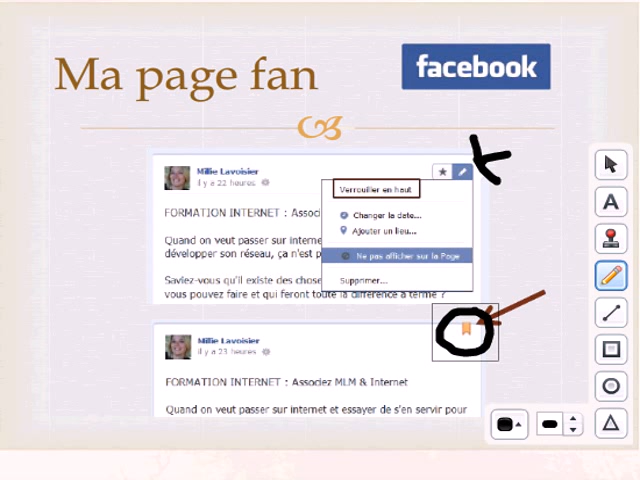 Ma page fan
facebook
Millie Lavoisier
il y a 22 heures
Verrouiller en haut
FORMATION INTERNET : Assoc
Changer la date...
Ajouter un lieu...
Quand on veut passer sur interne
développer son réseau, ça n'est p
Ne pas afficher sur la Page
Saviez-vous qu'il existe des chose
Supprimer...
vous pouvez faire et qui feront toute la différence à terme ?
Millie Lavoisier
il y a 23 heures
FORMATION INTERNET : Associez MLM & Internet
Quand on veut passer sur internet et essayer de s'en servir pour
A